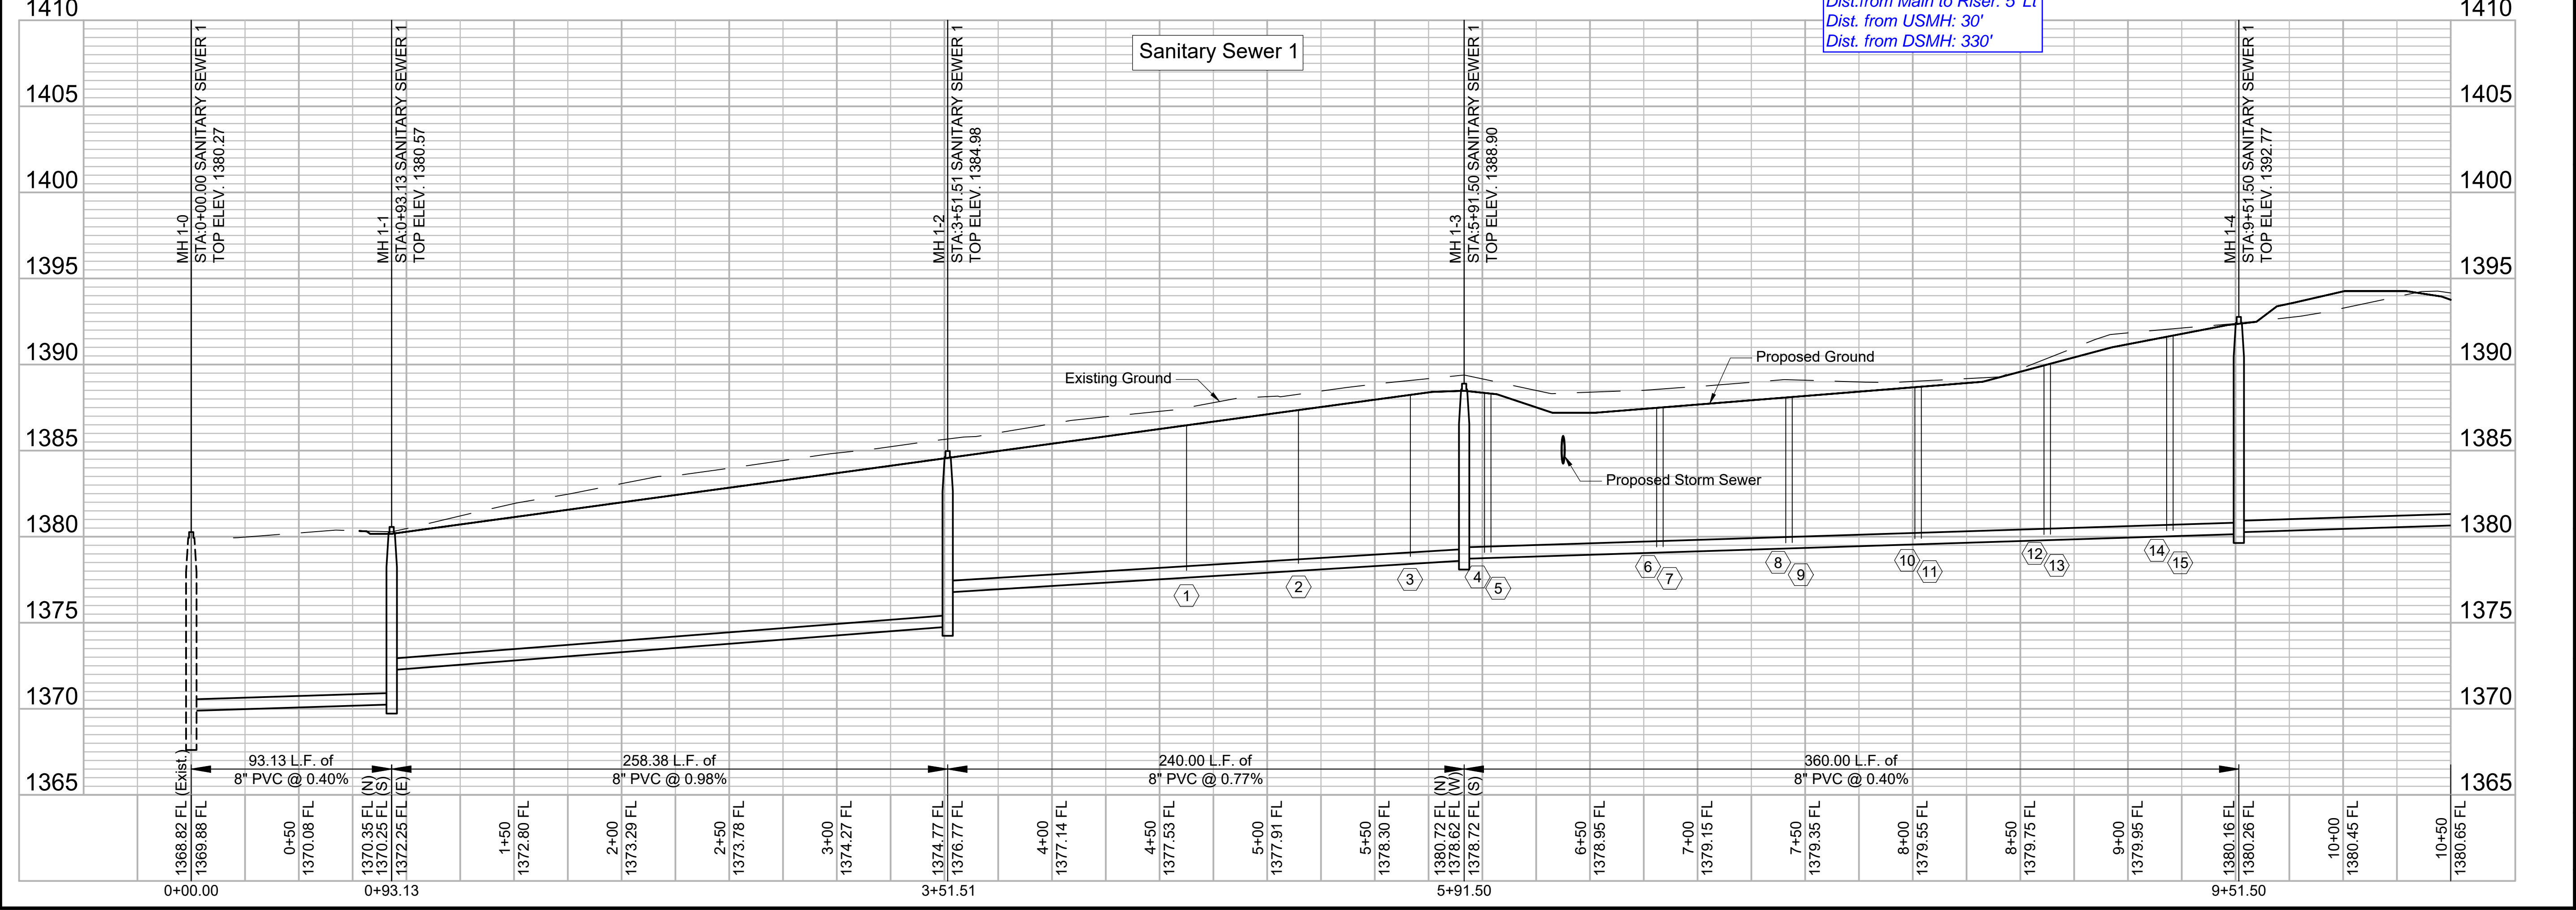 Dist.from Main to Riser: 5' Lt
Dist. from USMH: 30'
Dist. from DSMH: 330'
Sanitary Sewer 1
1410
1405
1400
1395
1390
1385
1380
1375
1370
1365
1410
1405
1400
1395
1390
1385
1380
1375
1370
1365
MH 1-0
STA:0+00.00 SANITARY SEWER 1
TOP ELEV. 1380.27
MH 1-1
STA:0+93.13 SANITARY SEWER 1
TOP ELEV. 1380.57
MH 1-2
STA:3+51.51 SANITARY SEWER 1
TOP ELEV. 1384.98
MH 1-3
STA:5+91.50 SANITARY SEWER 1
TOP ELEV. 1388.90
MH 1-4
STA:9+51.50 SANITARY SEWER 1
TOP ELEV. 1392.77
Existing Ground
Proposed Ground
Proposed Storm Sewer
1
2
3
4
5
6
7
8
9
10
11
12
13
14
15
93.13 L.F. of
8" PVC @ 0.40%
258.38 L.F. of
8" PVC @ 0.98%
240.00 L.F. of
8" PVC @ 0.77%
360.00 L.F. of
8" PVC @ 0.40%
1368.82 FL (Exist.)
1369.88 FL
0+50
1370.08 FL
1370.35 FL (N)
1370.25 FL (S)
1372.25 FL (E)
1+50
1372.80 FL
2+00
1373.29 FL
2+50
1373.78 FL
3+00
1374.27 FL
1374.77 FL
1376.77 FL
4+00
1377.14 FL
4+50
1377.53 FL
5+00
1377.91 FL
5+50
1378.30 FL
1380.72 FL (N)
1378.62 FL (W)
1378.72 FL (S)
6+50
1378.95 FL
7+00
1379.15 FL
7+50
1379.35 FL
8+00
1379.55 FL
8+50
1379.75 FL
9+00
1379.95 FL
1380.16 FL
1380.26 FL
10+00
1380.45 FL
10+50
1380.65 FL
0+00.00
0+93.13
3+51.51
5+91.50
9+51.50